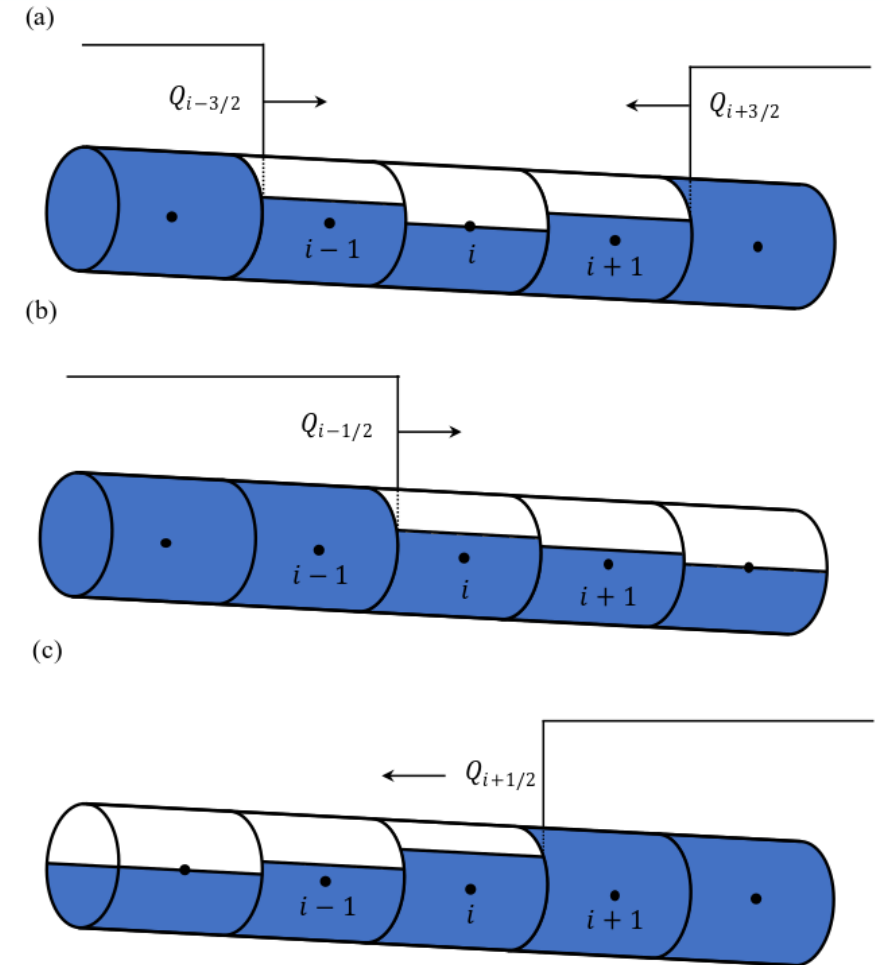 (a)
Q_{i−3/2}
Q_{i+3/2}
i − 1
i
i + 1
(b)
Q_{i−1/2}
i − 1
i
i + 1
(c)
Q_{i+1/2}
i − 1
i
i + 1